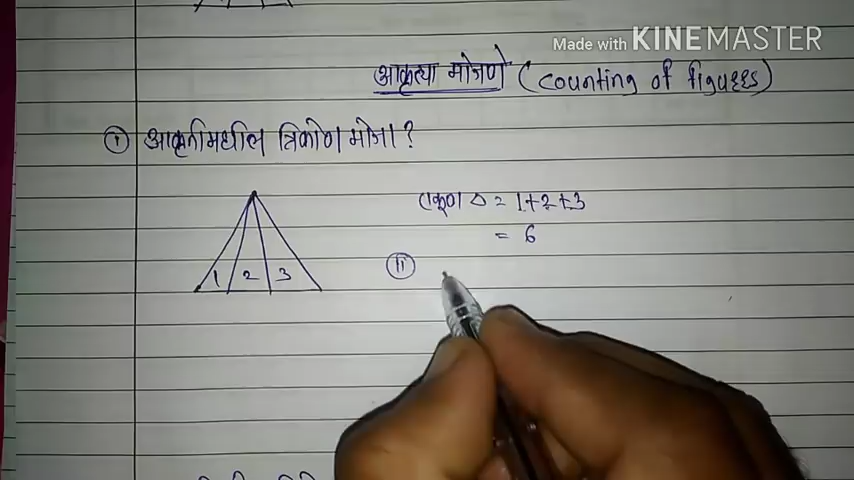 Made with KINEMASTER
आकृत्या मोजणे (counting of figures)
① आकृतीमधील त्रिकोण मोजा?
एकूण △ = 1+2+3
= 6
1 2 3
ⓘⓘ